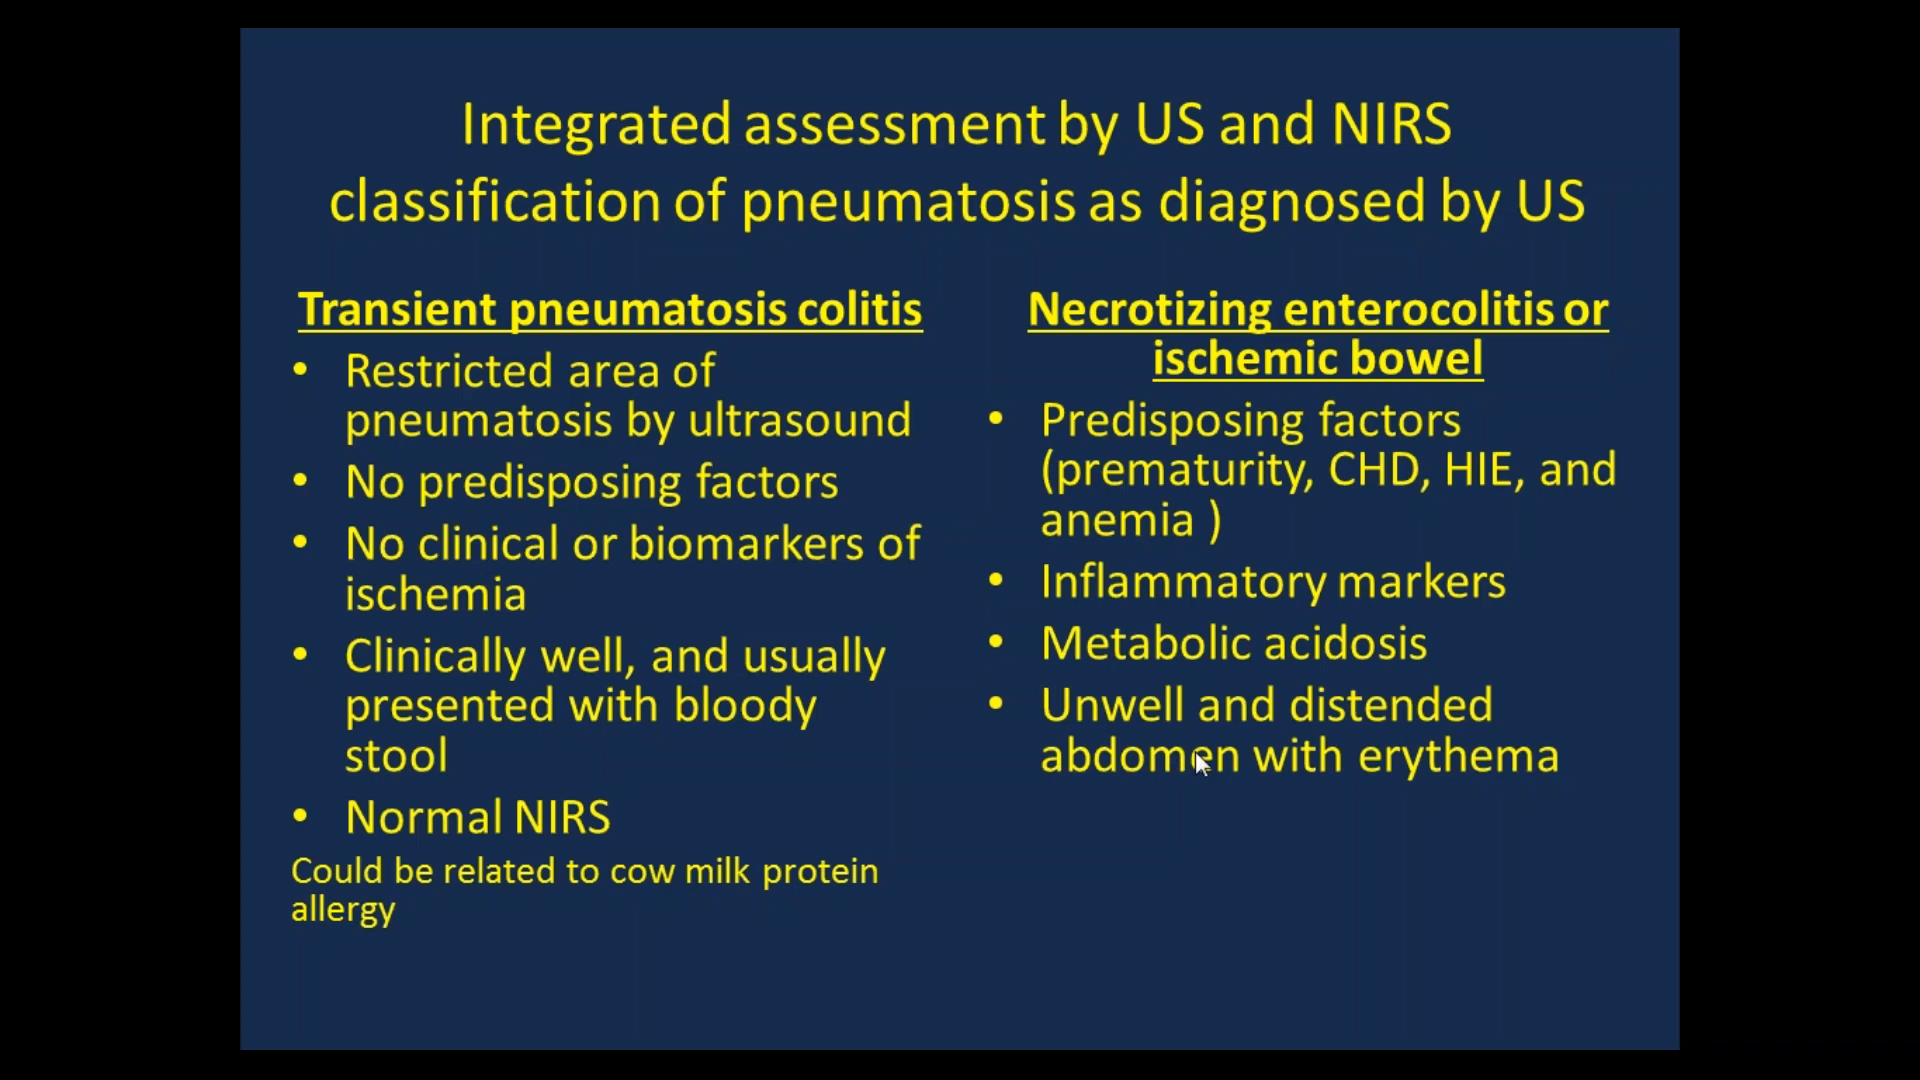 Integrated assessment by US and NIRS
classification of pneumatosis as diagnosed by US
Transient pneumatosis colitis
• Restricted area of
pneumatosis by ultrasound
• No predisposing factors
• No clinical or biomarkers of
ischemia
• Clinically well, and usually
presented with bloody
stool
• Normal NIRS
Could be related to cow milk protein
allergy
Necrotizing enterocolitis or
ischemic bowel
• Predisposing factors
(prematurity, CHD, HIE, and
anemia )
• Inflammatory markers
• Metabolic acidosis
• Unwell and distended
abdomen with erythema